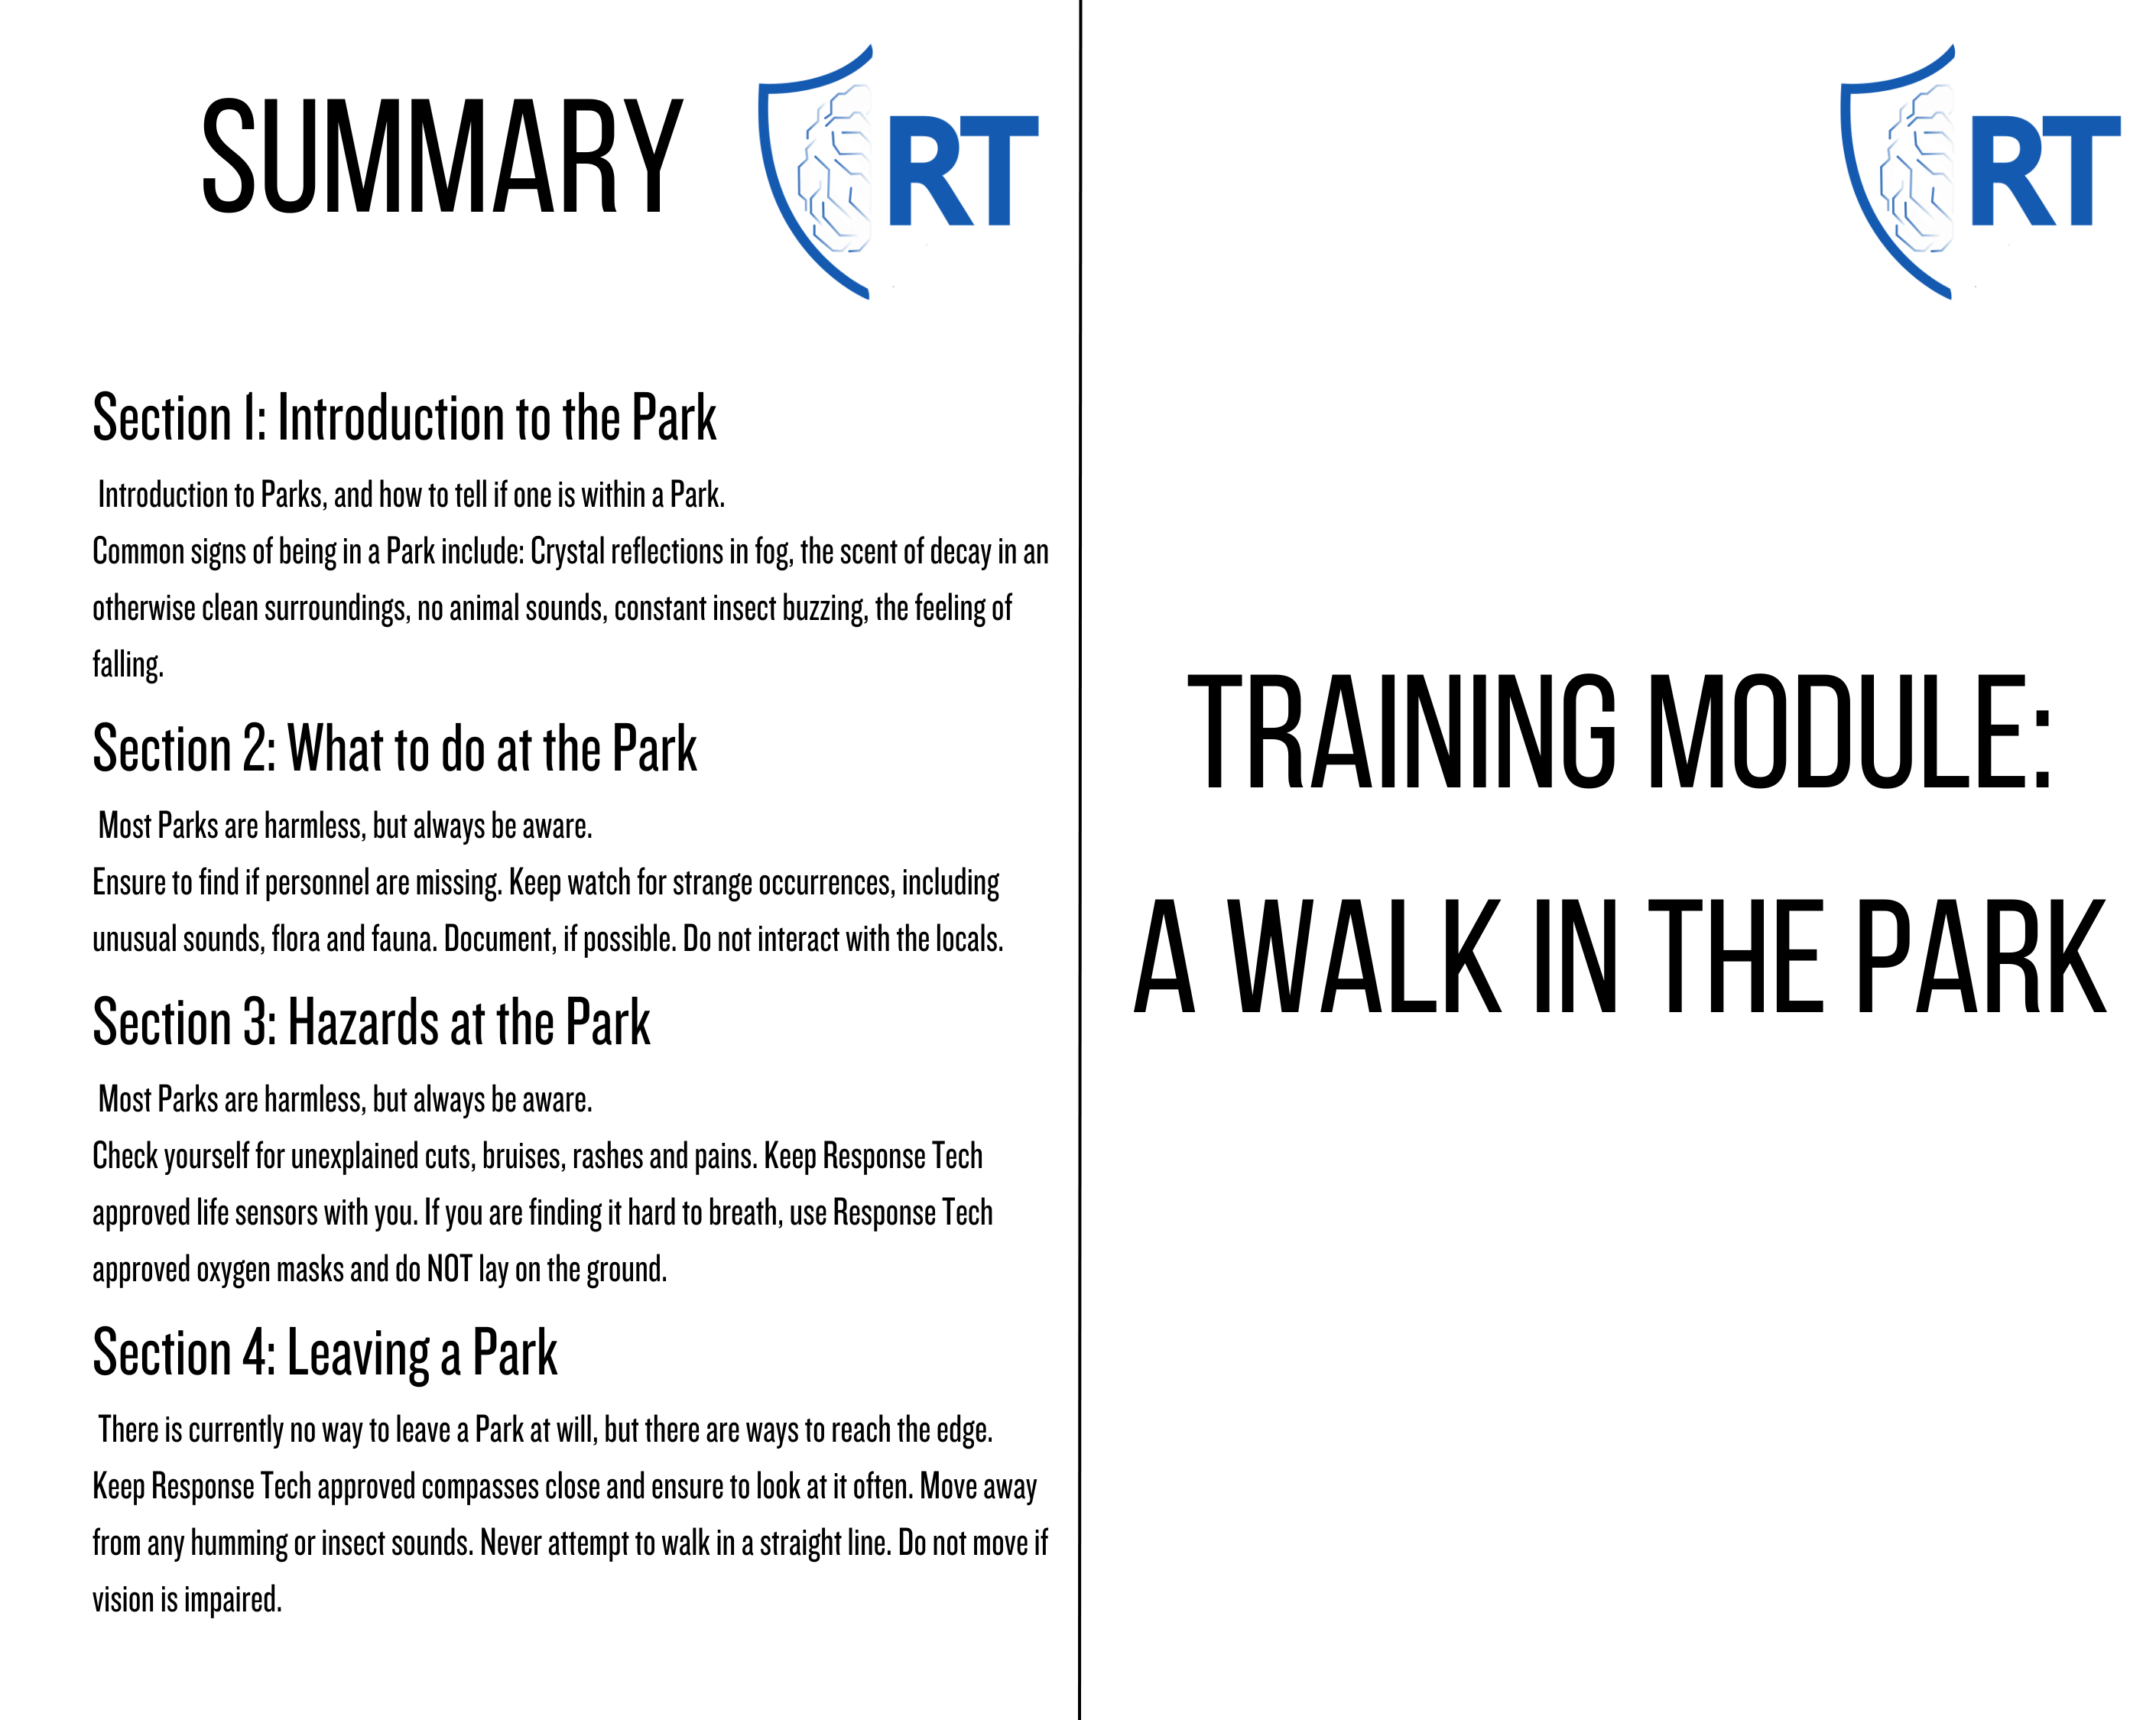 SUMMARY
RT
Section 1: Introduction to the Park
Introduction to Parks, and how to tell if one is within a Park.
Common signs of being in a Park include: Crystal reflections in fog, the scent of decay in an
otherwise clean surroundings, no animal sounds, constant insect buzzing, the feeling of
falling.
Section 2: What to do at the Park
Most Parks are harmless, but always be aware.
Ensure to find if personnel are missing. Keep watch for strange occurrences, including
unusual sounds, flora and fauna. Document, if possible. Do not interact with the locals.
Section 3: Hazards at the Park
Most Parks are harmless, but always be aware.
Check yourself for unexplained cuts, bruises, rashes and pains. Keep Response Tech
approved life sensors with you. If you are finding it hard to breath, use Response Tech
approved oxygen masks and do NOT lay on the ground.
Section 4: Leaving a Park
There is currently no way to leave a Park at will, but there are ways to reach the edge.
Keep Response Tech approved compasses close and ensure to look at it often. Move away
from any humming or insect sounds. Never attempt to walk in a straight line. Do not move if
vision is impaired.
RT
TRAINING MODULE:
A WALK IN THE PARK